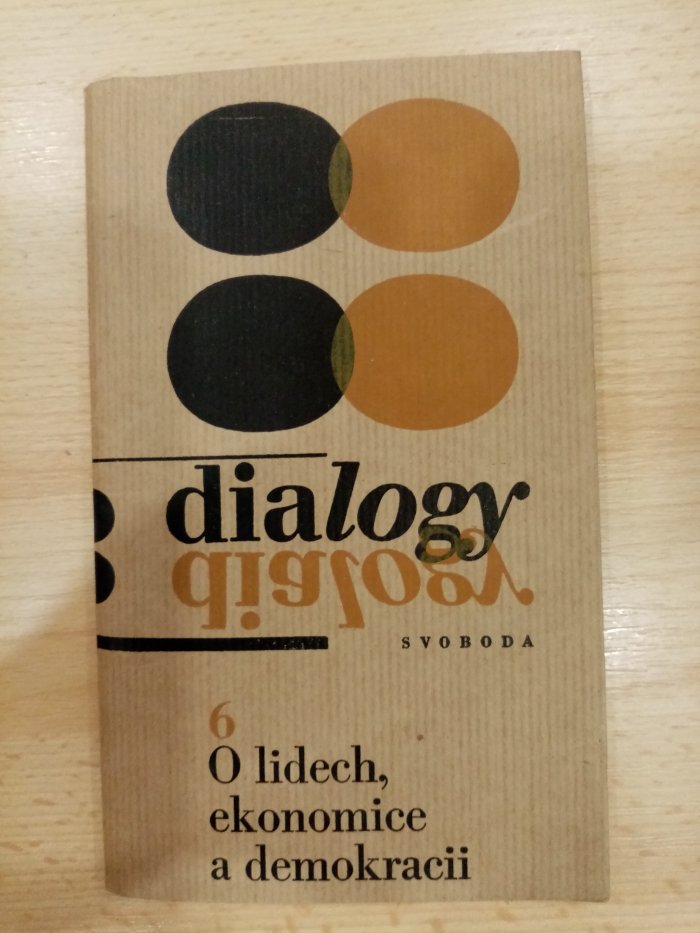 dialogy
dialogy
SVOBODA
6
O lidech,
ekonomice
a demokracii